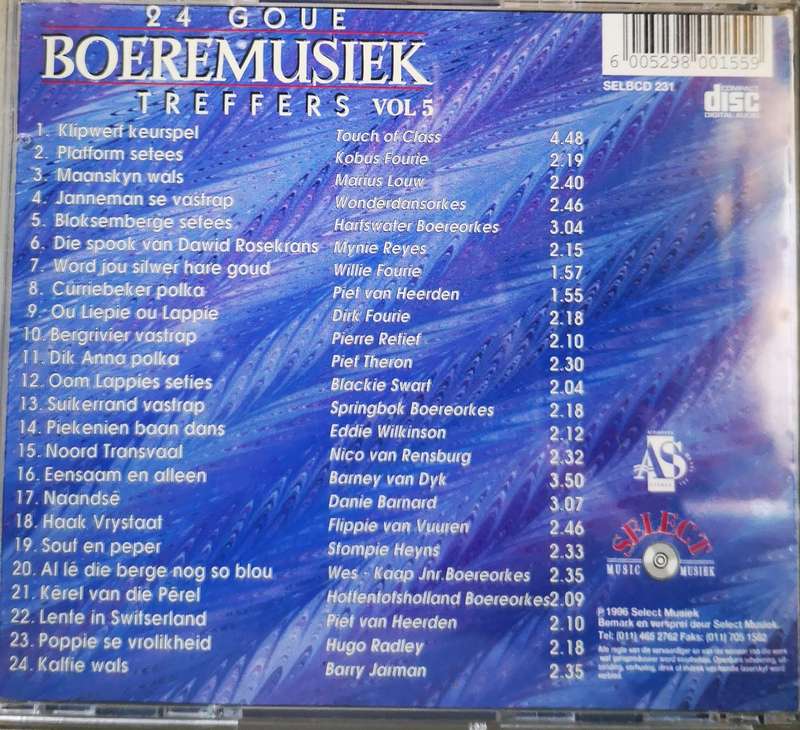 24 GOUE
BOEREMUSIEK
TREFFERS VOL 5
6 005298 001559
SELBCD 231
COMPACT
disc
DIGITAL AUDIO
1. Klipwerf keurspel Touch of Class 4.48
2. Platform setees Kobus Fourie 2.19
3. Maanskyn wals Marius Louw 2.40
4. Janneman se vastrap Wonderdansorkes 2.46
5. Bloksemberge setees Hartswater Boereorkes 3.04
6. Die spook van Dawid Rosekrans Mynie Reyes 2.15
7. Word jou silwer hare goud Willie Fourie 1.57
8. Curriebeker polka Piet van Heerden 1.55
9. Ou Liepie ou Lappie Dirk Fourie 2.18
10. Bergrivier vastrap Pierre Retief 2.10
11. Dik Anna polka Piet Theron 2.30
12. Oom Lappies seties Blackie Swart 2.04
13. Suikerrand vastrap Springbok Boereorkes 2.18
14. Piekenien baan dans Eddie Wilkinson 2.12
15. Noord Transvaal Nico van Rensburg 2.32
16. Eensaam en alleen Barney van Dyk 3.50
17. Naandsê Danie Barnard 3.07
18. Haak Vrystaat Flippie van Vuuren 2.46
19. Sout en peper Stompie Heyns 2.33
20. Al lê die berge nog so blou Wes - Kaap Jnr. Boereorkes 2.35
21. Kêrel van die Pêrel Hottentotsholland Boereorkes 2.09
22. Lente in Switserland Piet van Heerden 2.10
23. Poppie se vrolikheid Hugo Radley 2.18
24. Kalfie wals Barry Jarman 2.35
AS
SELECT
MUSIC MUSIEK
℗ 1996 Select Musiek
Bemark en versprei deur Select Musiek.
Tel: (011) 465 2762 Faks: (011) 705 1582